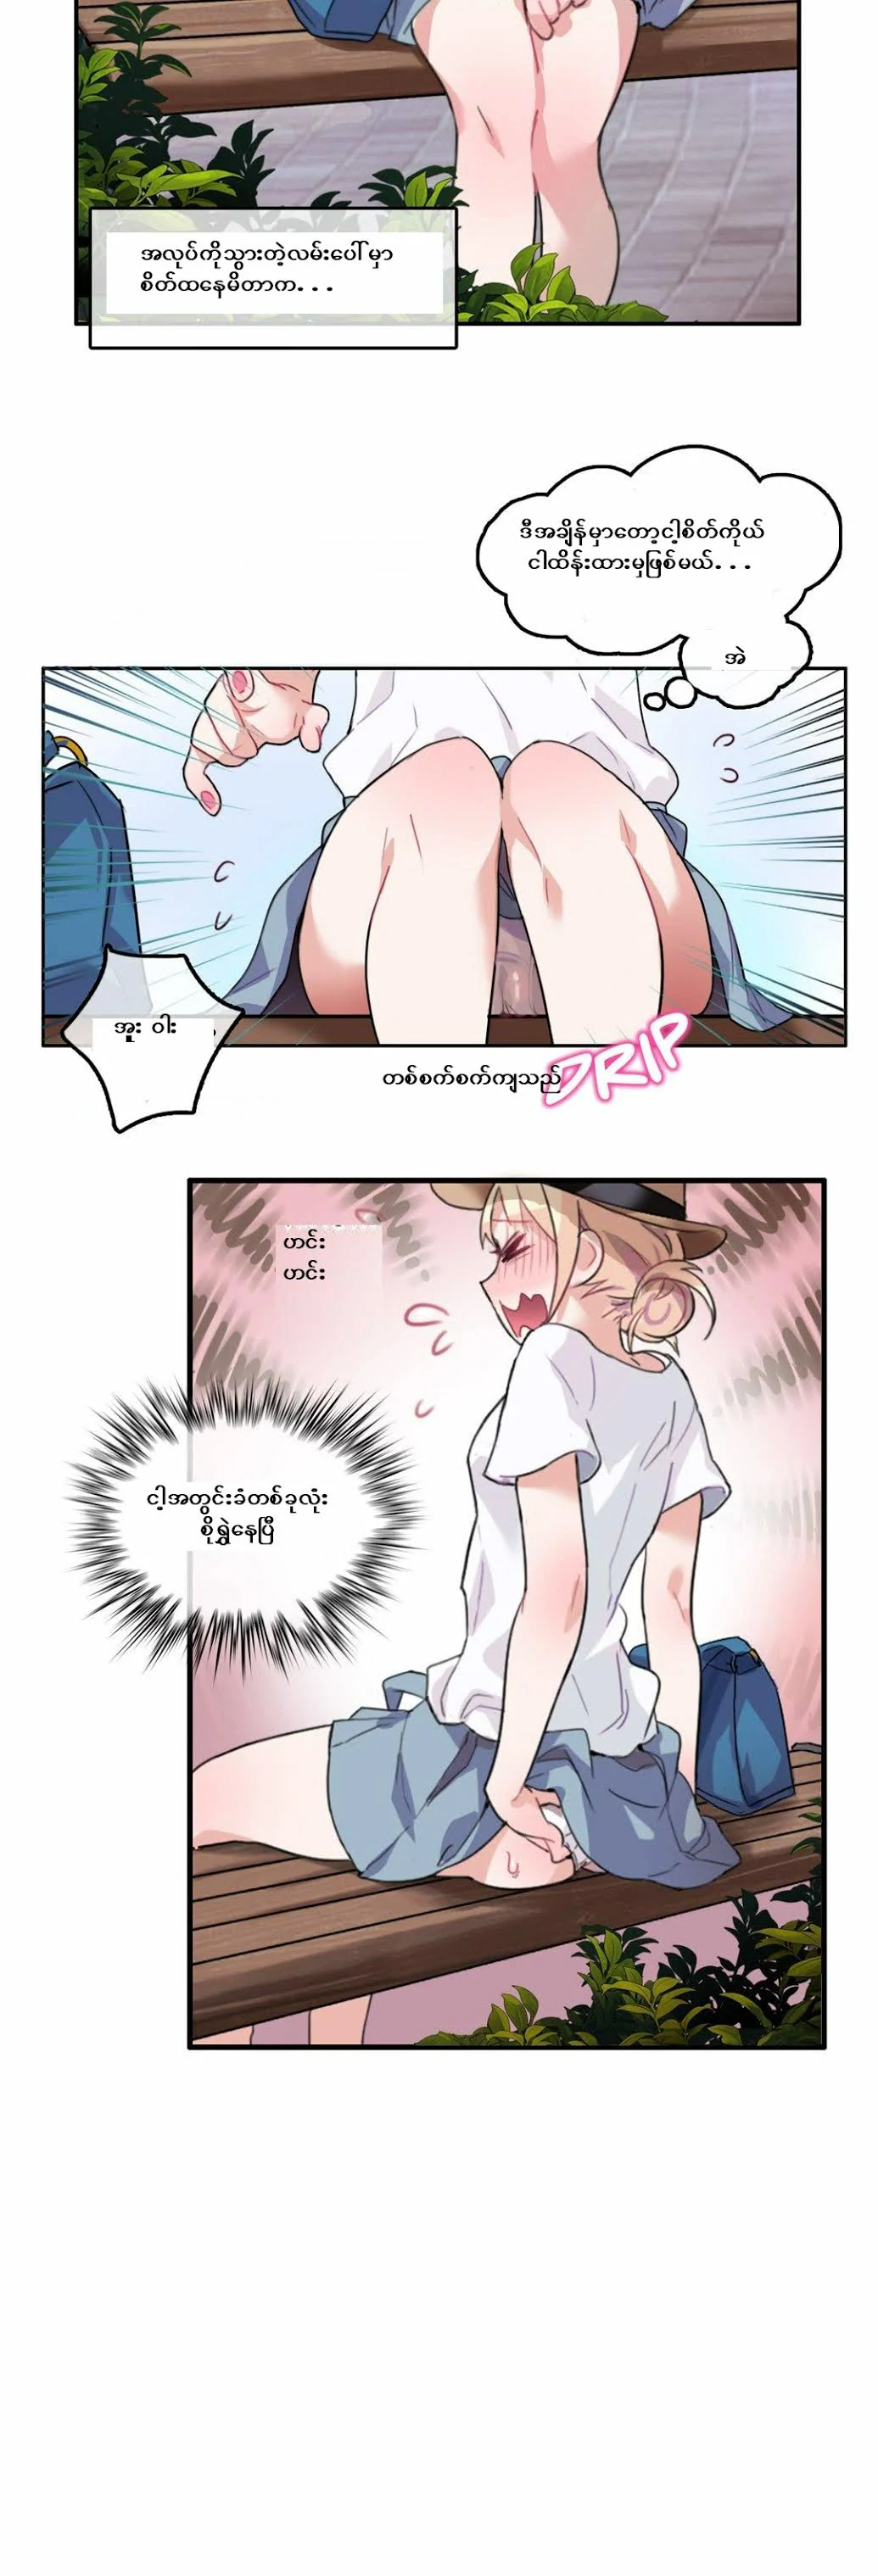 အလုပ်ကိုသွားတဲ့လမ်းပေါ်မှာ
စိတ်ထနေမိတာက...
ဒီအချိန်မှာတော့ငါ့စိတ်ကိုယ်
ငါထိန်းထားမှဖြစ်မယ်...
အဲ
အူး ဝါး
တစ်စက်စက်ကျသည်
DRIP
ဟင်း
ဟင်း
ငါ့အတွင်းခံတစ်ခုလုံး
စိုရွှဲနေပြီ